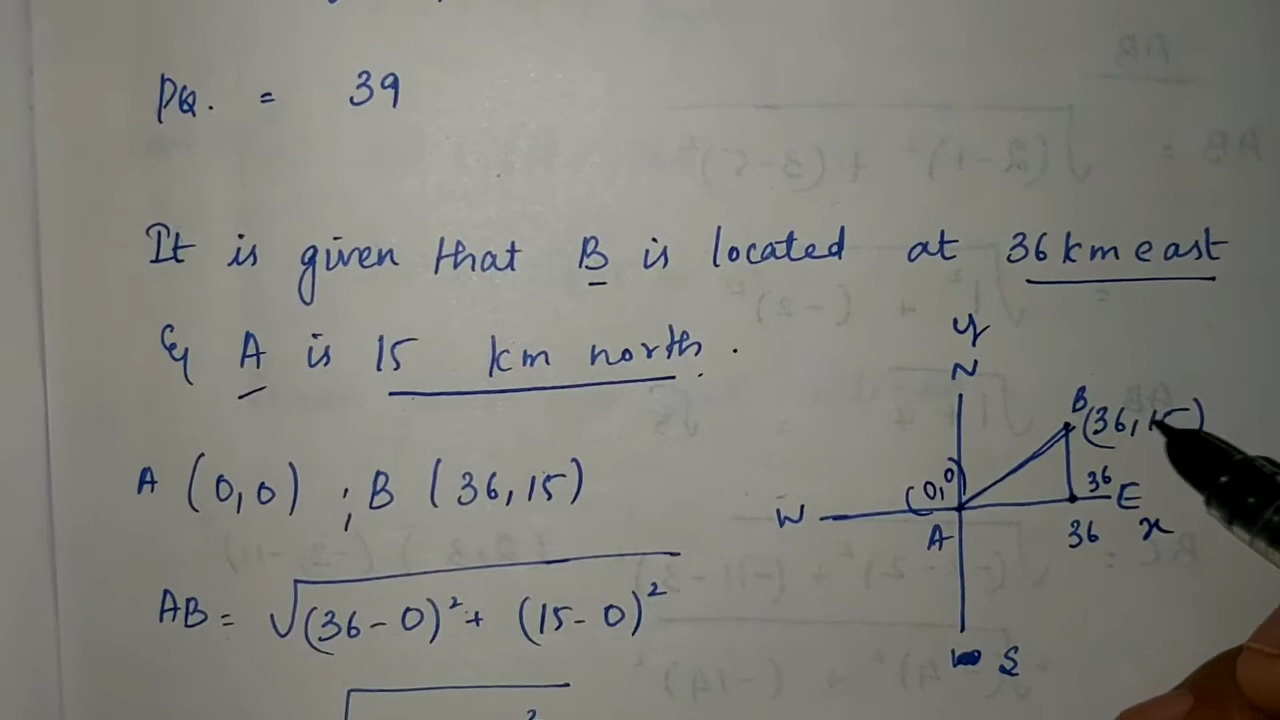 PQ. = 39
It is given that B is located at 36 km east
& A is 15 km north.
A (0,0) ; B (36,15)
AB = √(36-0)² + (15-0)²
y
N
B (36,15)
(0,0)
36
W
E
A
36
x
S